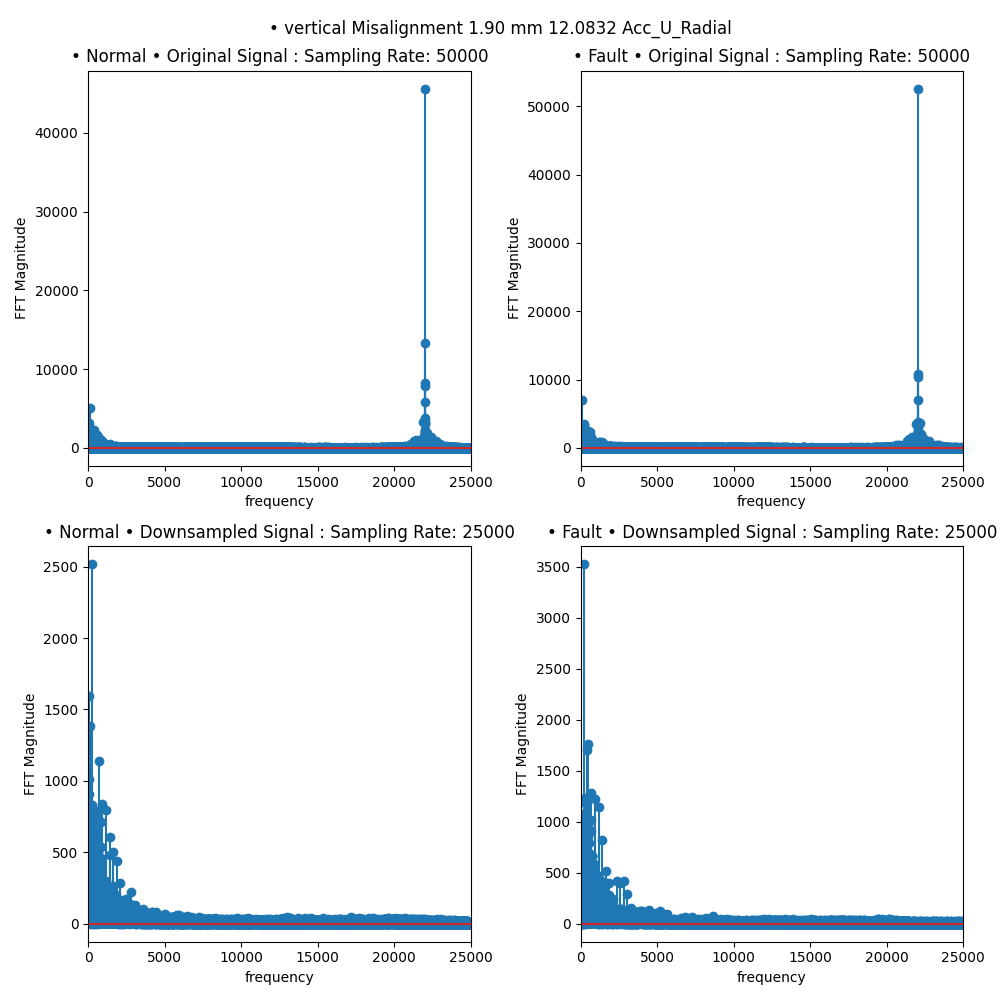 • vertical Misalignment 1.90 mm 12.0832 Acc_U_Radial
• Normal • Original Signal : Sampling Rate: 50000
FFT Magnitude
40000
30000
20000
10000
0
0 5000 10000 15000 20000 25000
frequency
• Fault • Original Signal : Sampling Rate: 50000
FFT Magnitude
50000
40000
30000
20000
10000
0
0 5000 10000 15000 20000 25000
frequency
• Normal • Downsampled Signal : Sampling Rate: 25000
FFT Magnitude
2500
2000
1500
1000
500
0
0 5000 10000 15000 20000 25000
frequency
• Fault • Downsampled Signal : Sampling Rate: 25000
FFT Magnitude
3500
3000
2500
2000
1500
1000
500
0
0 5000 10000 15000 20000 25000
frequency